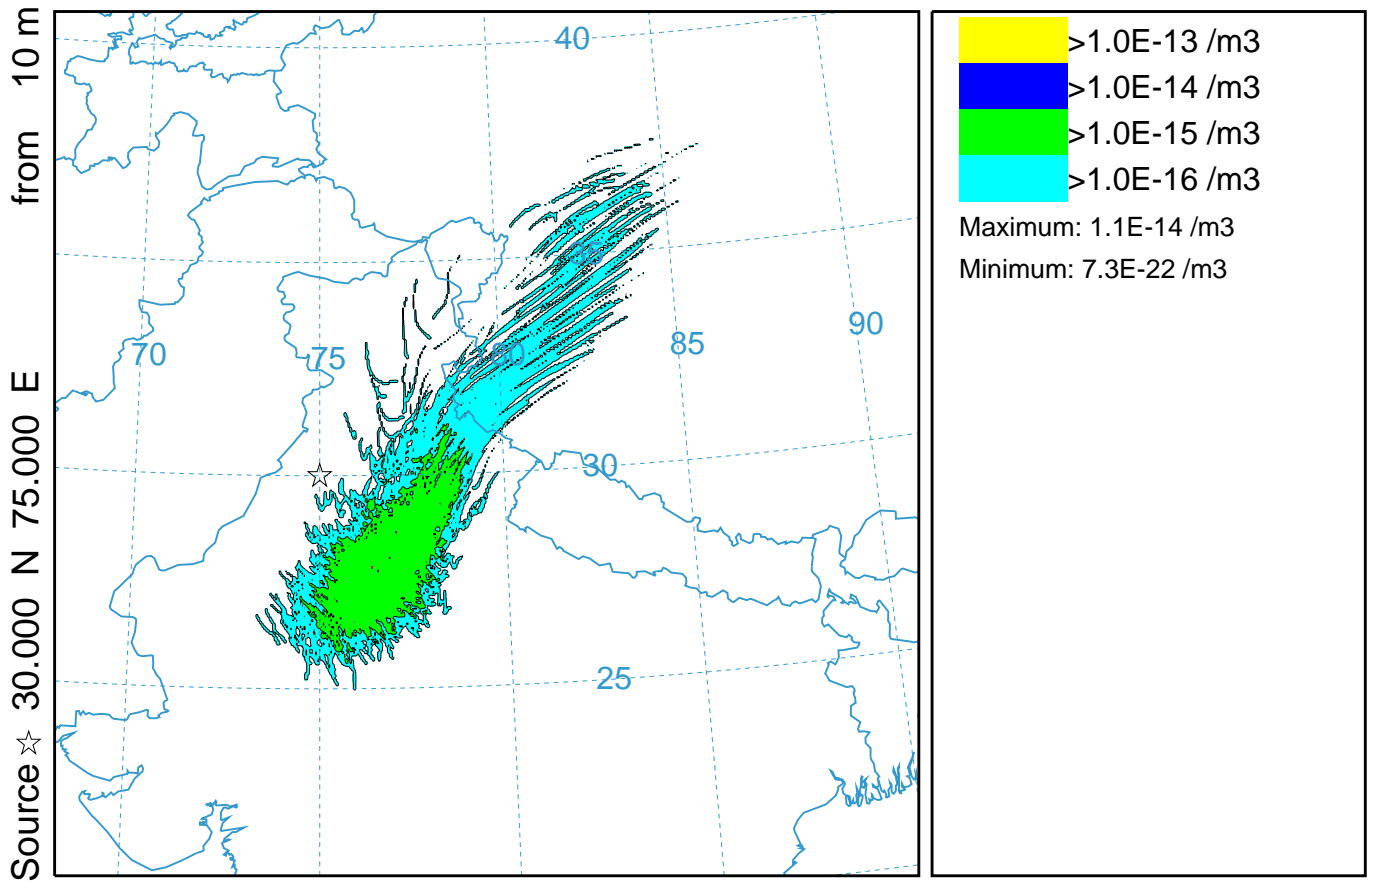 Source ☆ 30.000 N 75.000 E from 10 m
40
35
90
85
80
75
70
30
25
>1.0E-13 /m3
>1.0E-14 /m3
>1.0E-15 /m3
>1.0E-16 /m3
Maximum: 1.1E-14 /m3
Minimum: 7.3E-22 /m3